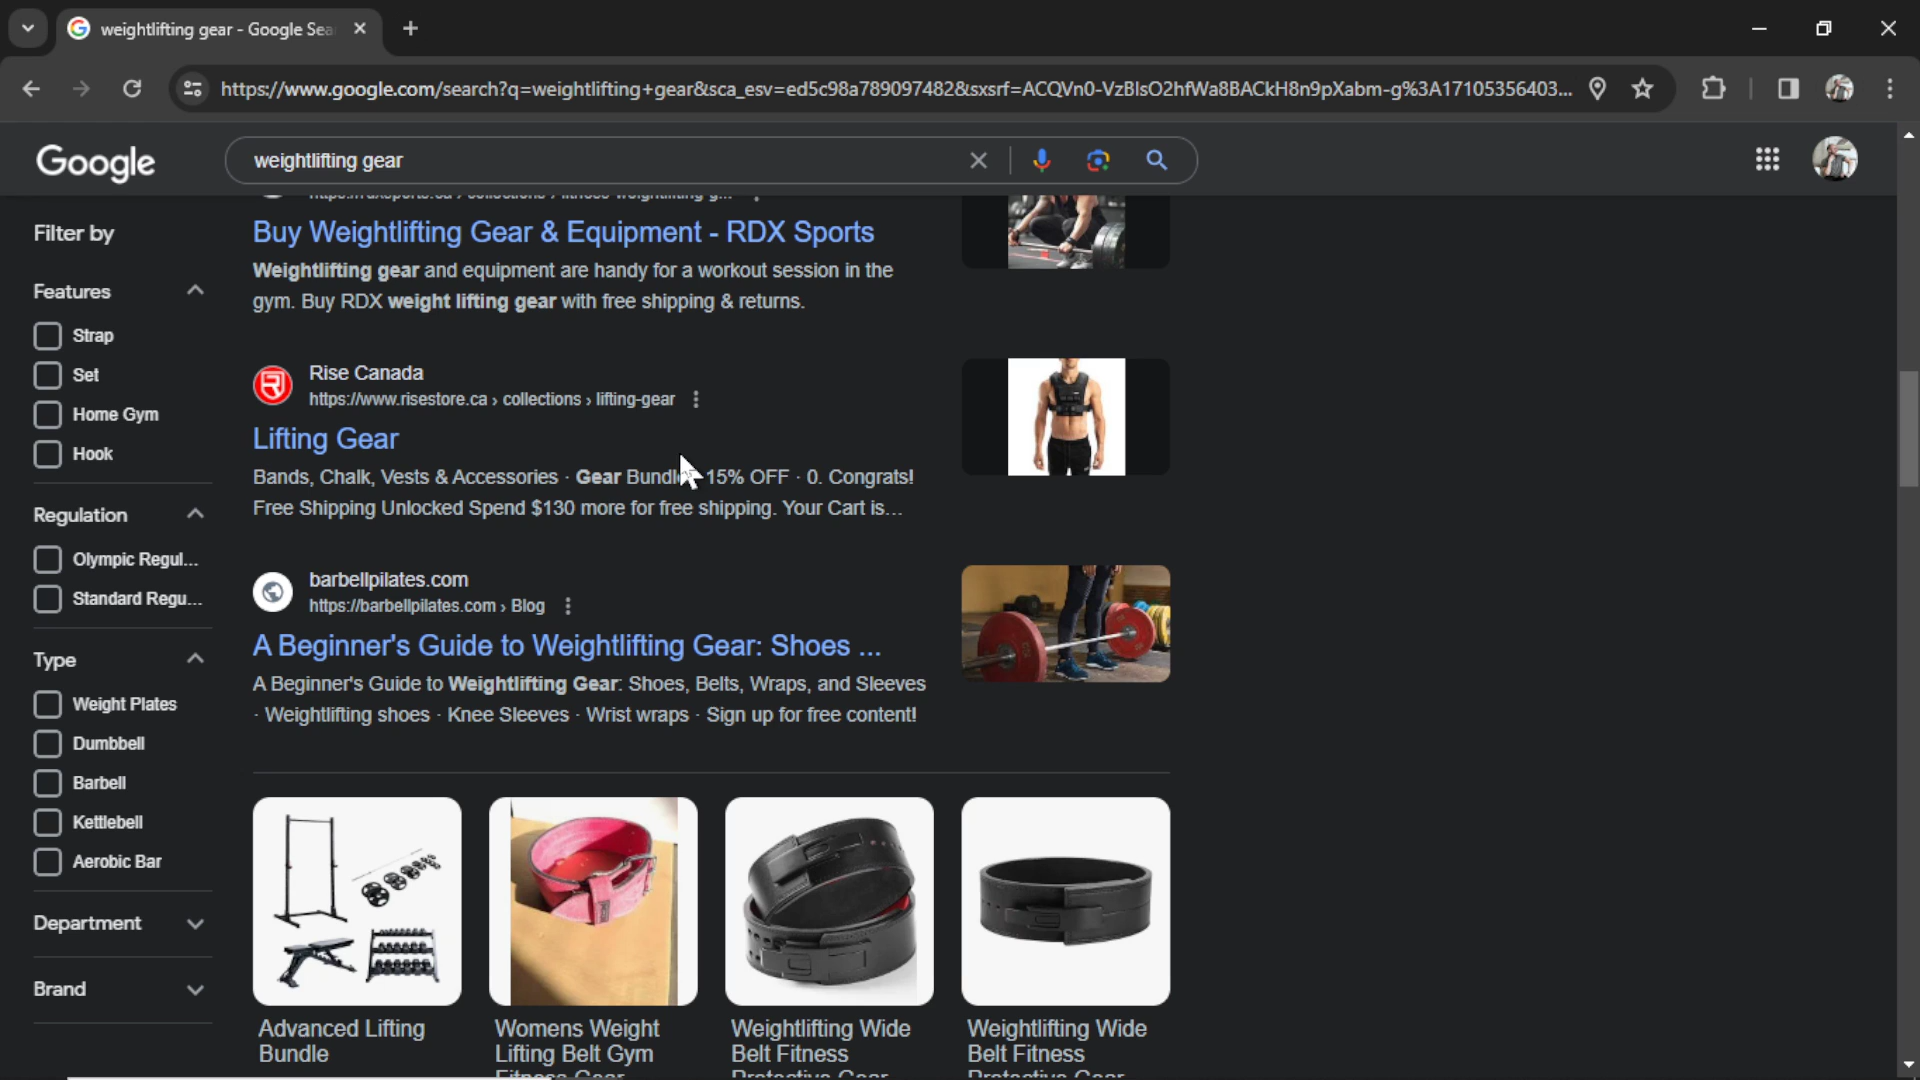 weightlifting gear - Google Sea
https://www.google.com/search?q=weightlifting+gear&sca_esv=ed5c98a789097482&sxsrf=ACQVn0-VzBlsO2hfWa8BACkH8n9pXabm-g%3A17105356403...
Google
weightlifting gear
Filter by
Features
Strap
Set
Home Gym
Hook
Regulation
Olympic Regul...
Standard Regu...
Type
Weight Plates
Dumbbell
Barbell
Kettlebell
Aerobic Bar
Department
Brand
Buy Weightlifting Gear & Equipment - RDX Sports
Weightlifting gear and equipment are handy for a workout session in the
gym. Buy RDX weight lifting gear with free shipping & returns.
Rise Canada
https://www.risestore.ca › collections › lifting-gear
Lifting Gear
Bands, Chalk, Vests & Accessories · Gear 15% OFF · 0. Congrats!
Free Shipping Unlocked Spend $130 more for free shipping. Your Cart is...
barbellpilates.com
https://barbellpilates.com › Blog
A Beginner's Guide to Weightlifting Gear: Shoes ...
A Beginner's Guide to Weightlifting Gear: Shoes, Belts, Wraps, and Sleeves
· Weightlifting shoes · Knee Sleeves · Wrist wraps · Sign up for free content!
Advanced Lifting
Bundle
Womens Weight
Lifting Belt Gym
Fitness Gear
Weightlifting Wide
Belt Fitness
Protective Gear
Weightlifting Wide
Belt Fitness
Protective Gear